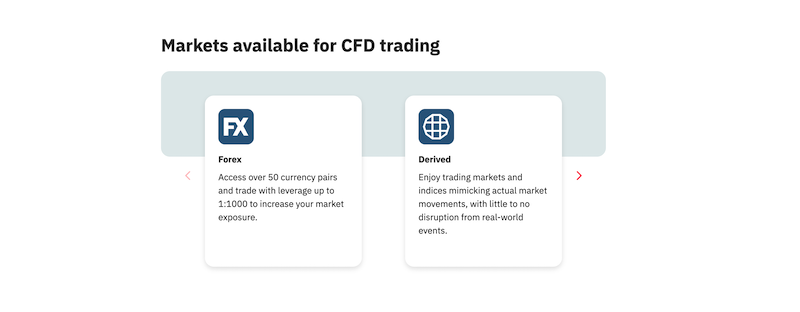 Markets available for CFD trading
FX
Forex
Access over 50 currency pairs
and trade with leverage up to
1:1000 to increase your market
exposure.
Derived
Enjoy trading markets and
indices mimicking actual market
movements, with little to no
disruption from real-world
events.